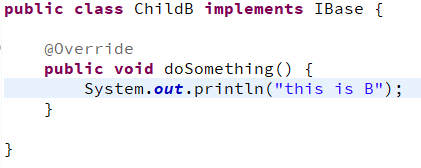 public class ChildB implements IBase {
@Override
public void doSomething() {
System.out.println("this is B");
}
}